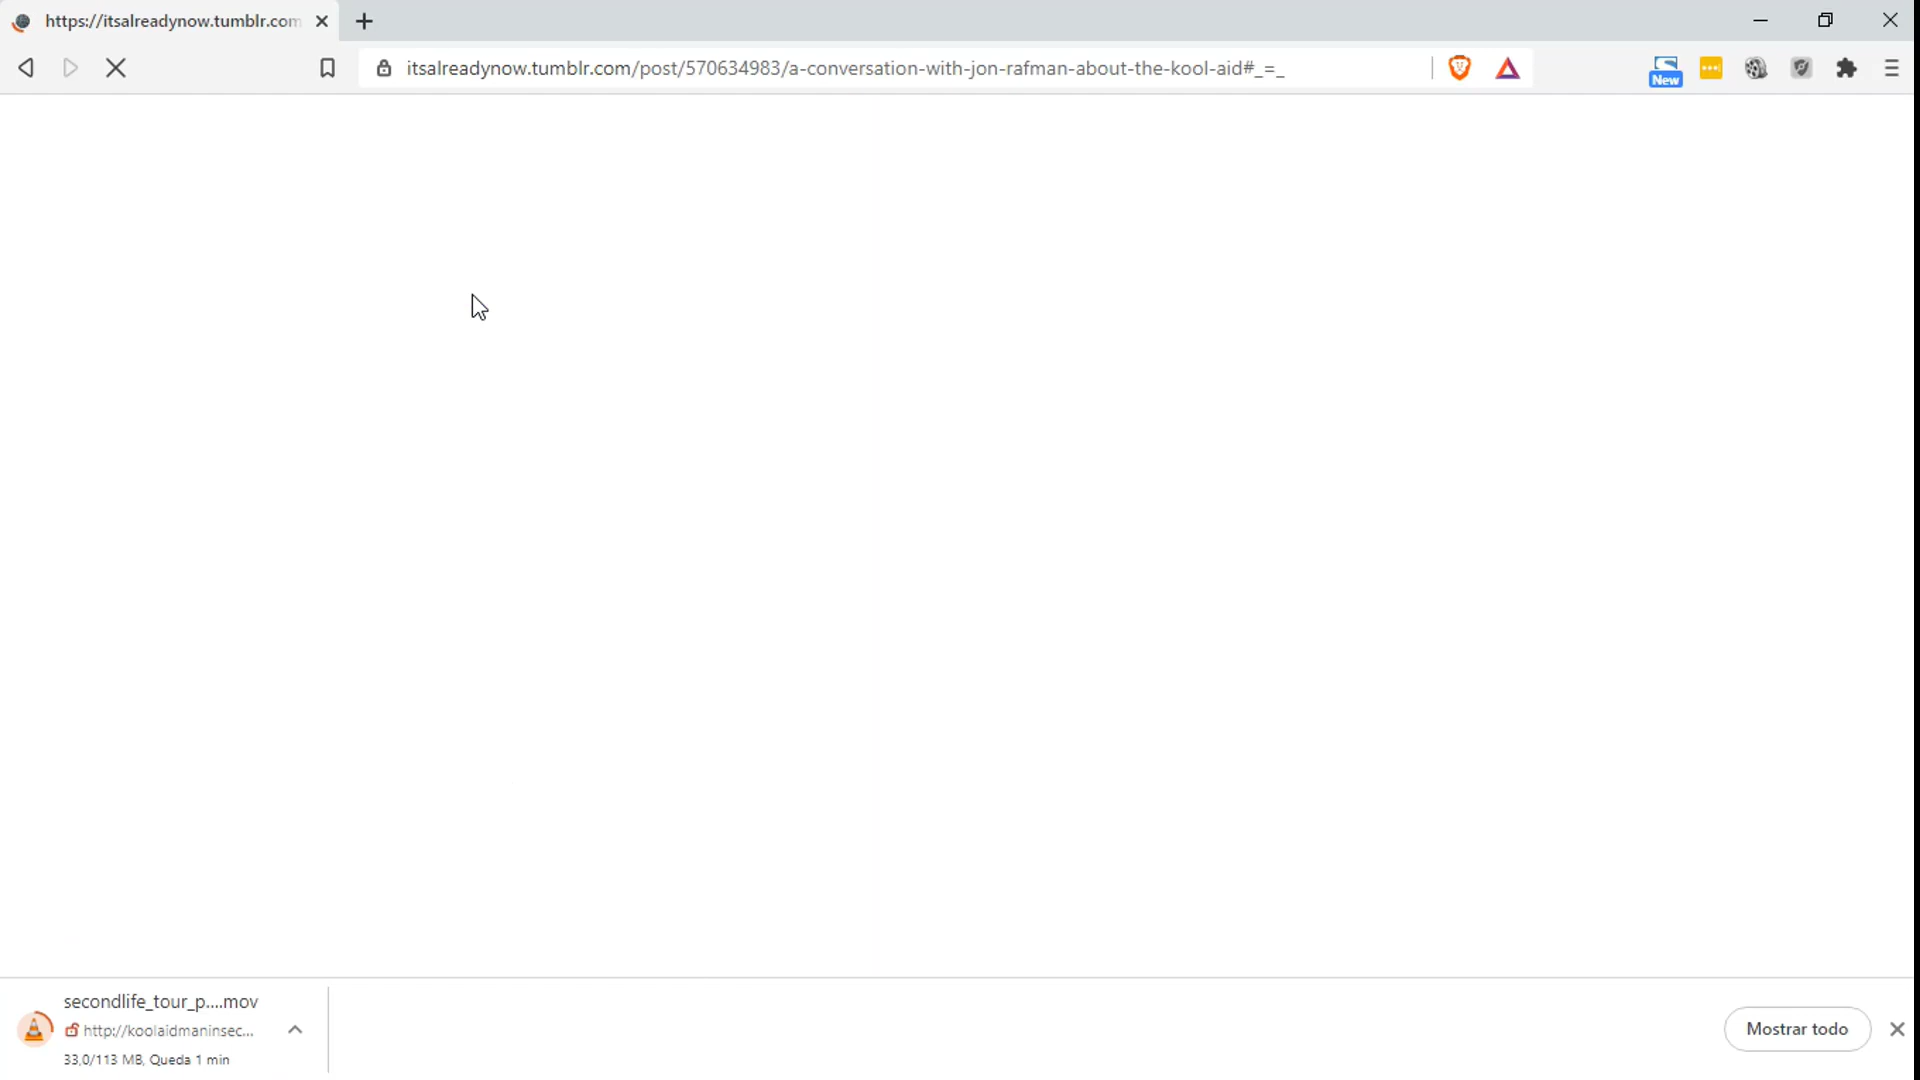 https://itsalreadynow.tumblr.com
itsalreadynow.tumblr.com/post/570634983/a-conversation-with-jon-rafman-about-the-kool-aid#_=_
New
secondlife_tour_p....mov
http://koolaidmaninsec...
33,0/113 MB, Queda 1 min
Mostrar todo